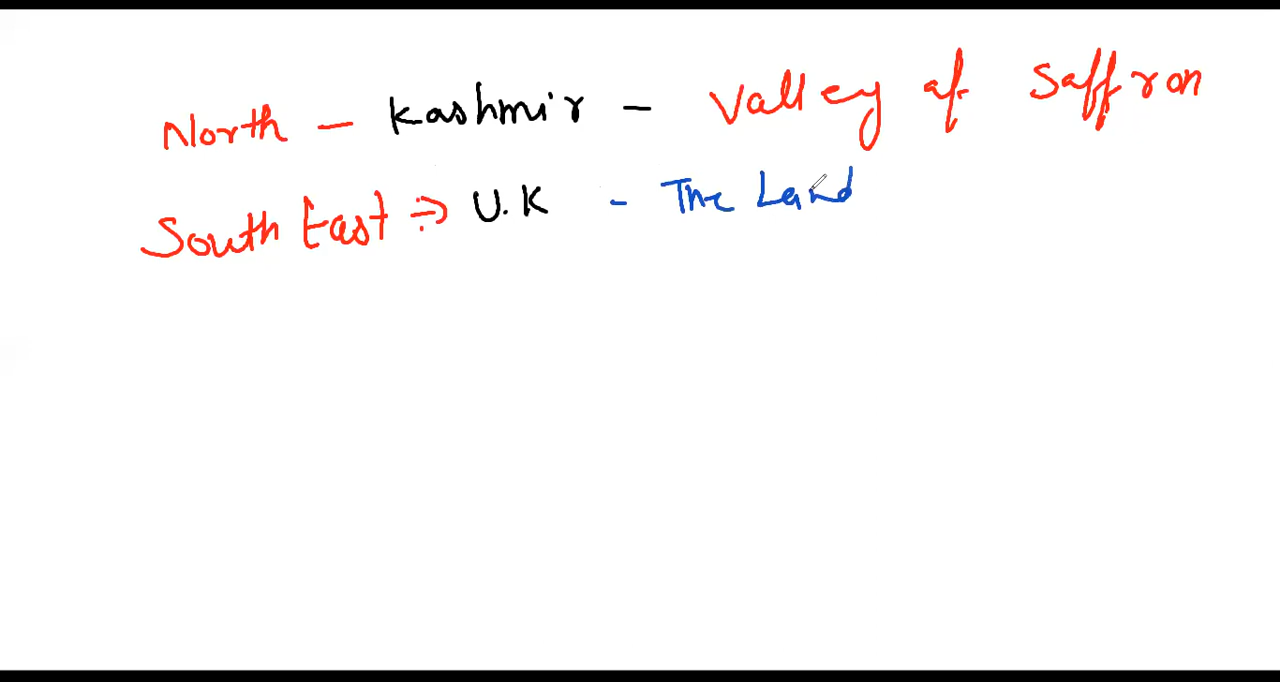 North - Kashmir - Valley of Saffron
South East ⇒ U.K - The Land